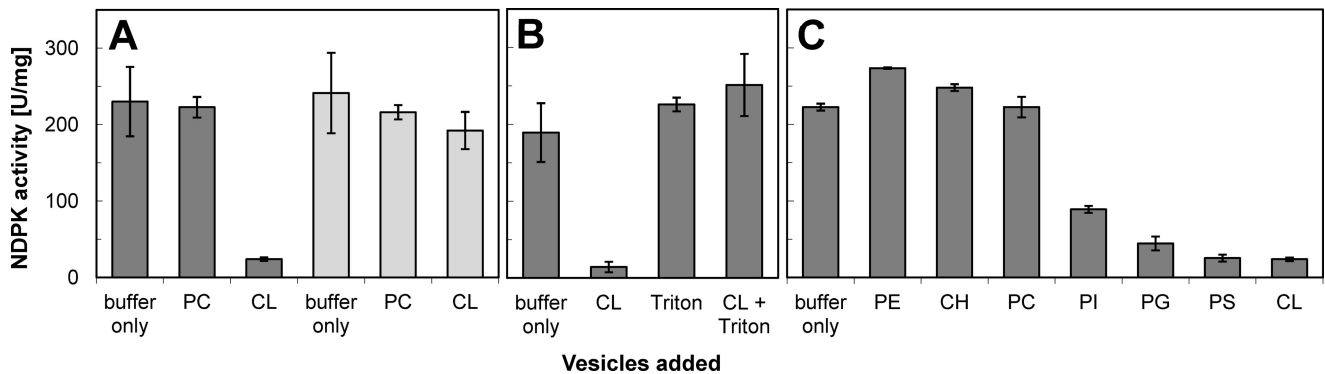 A
B
C
NDPK activity [U/mg]
300
200
100
0
buffer only
PC
CL
buffer only
PC
CL
buffer only
CL
Triton
CL + Triton
buffer only
PE
CH
PC
PI
PG
PS
CL
Vesicles added